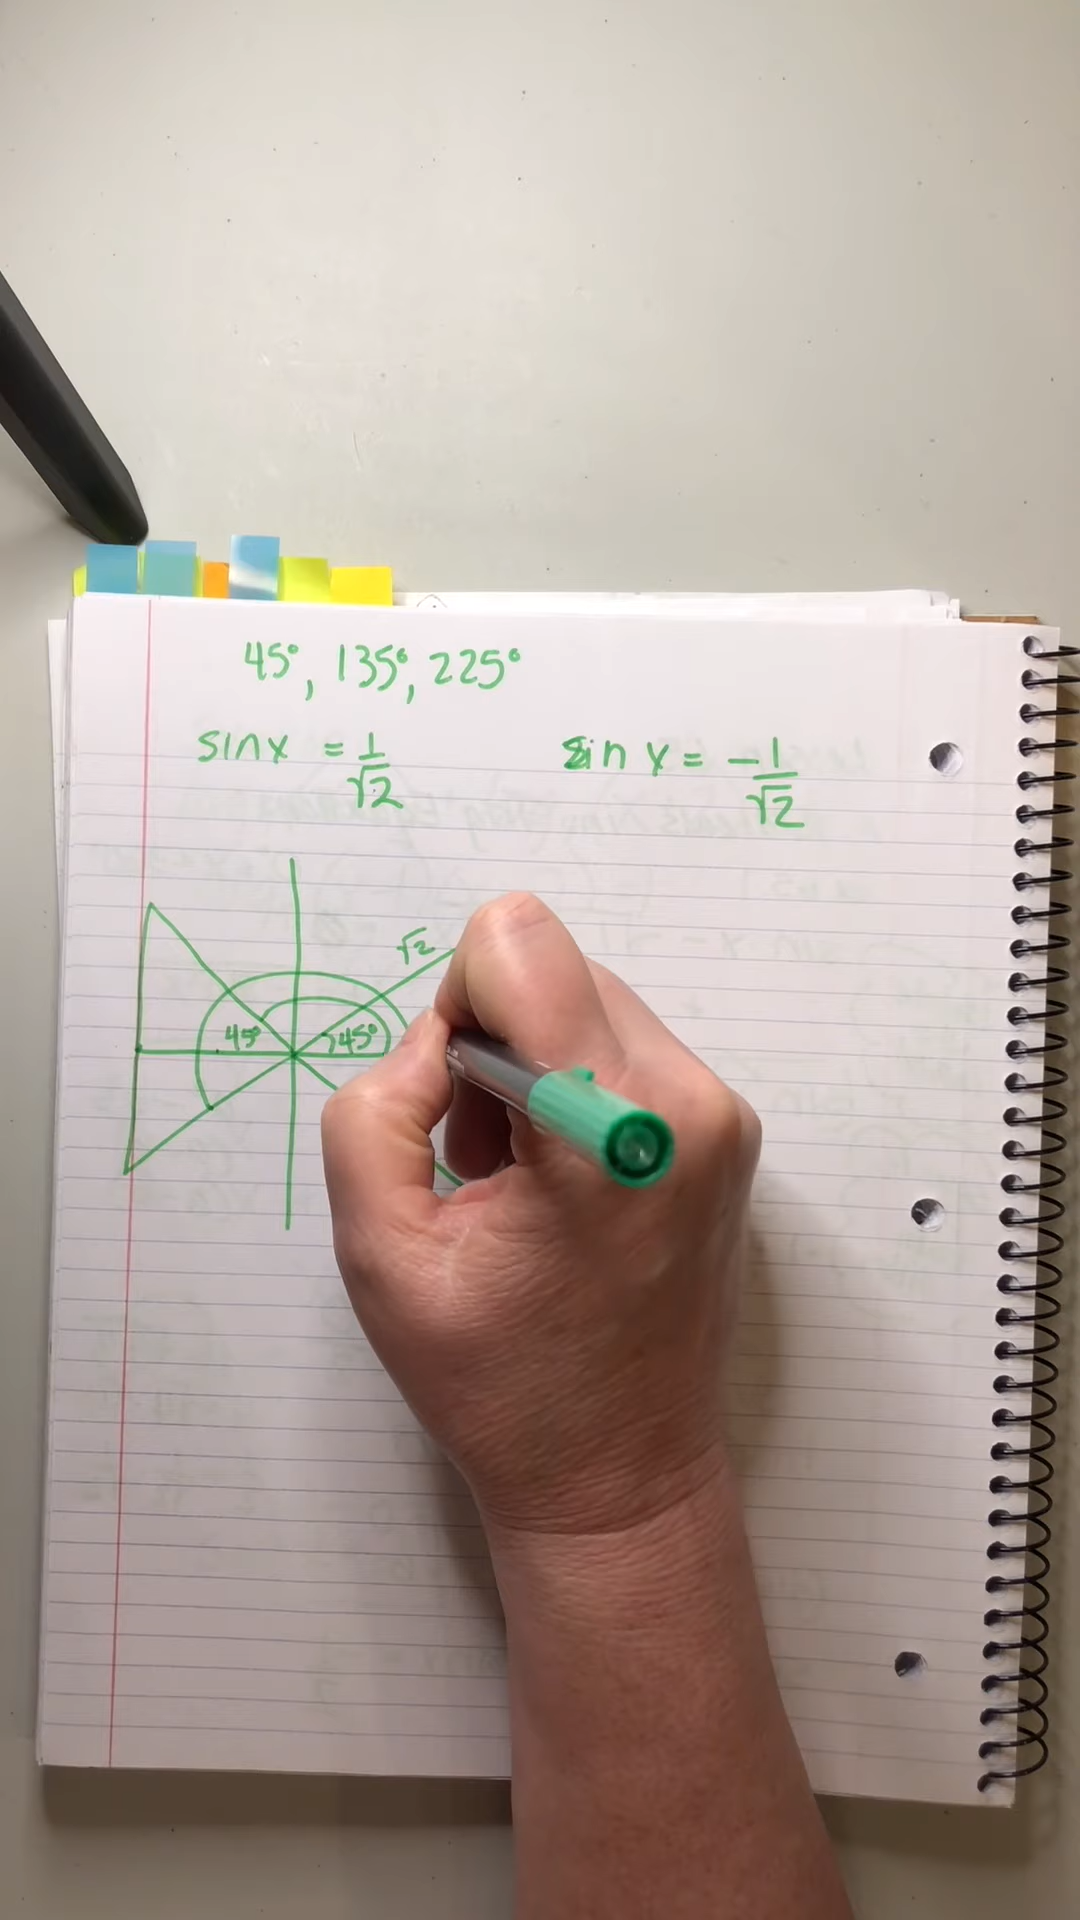 45°, 135°, 225°
sin x = 1/√2 sin x = -1/√2
√2
45° 45°